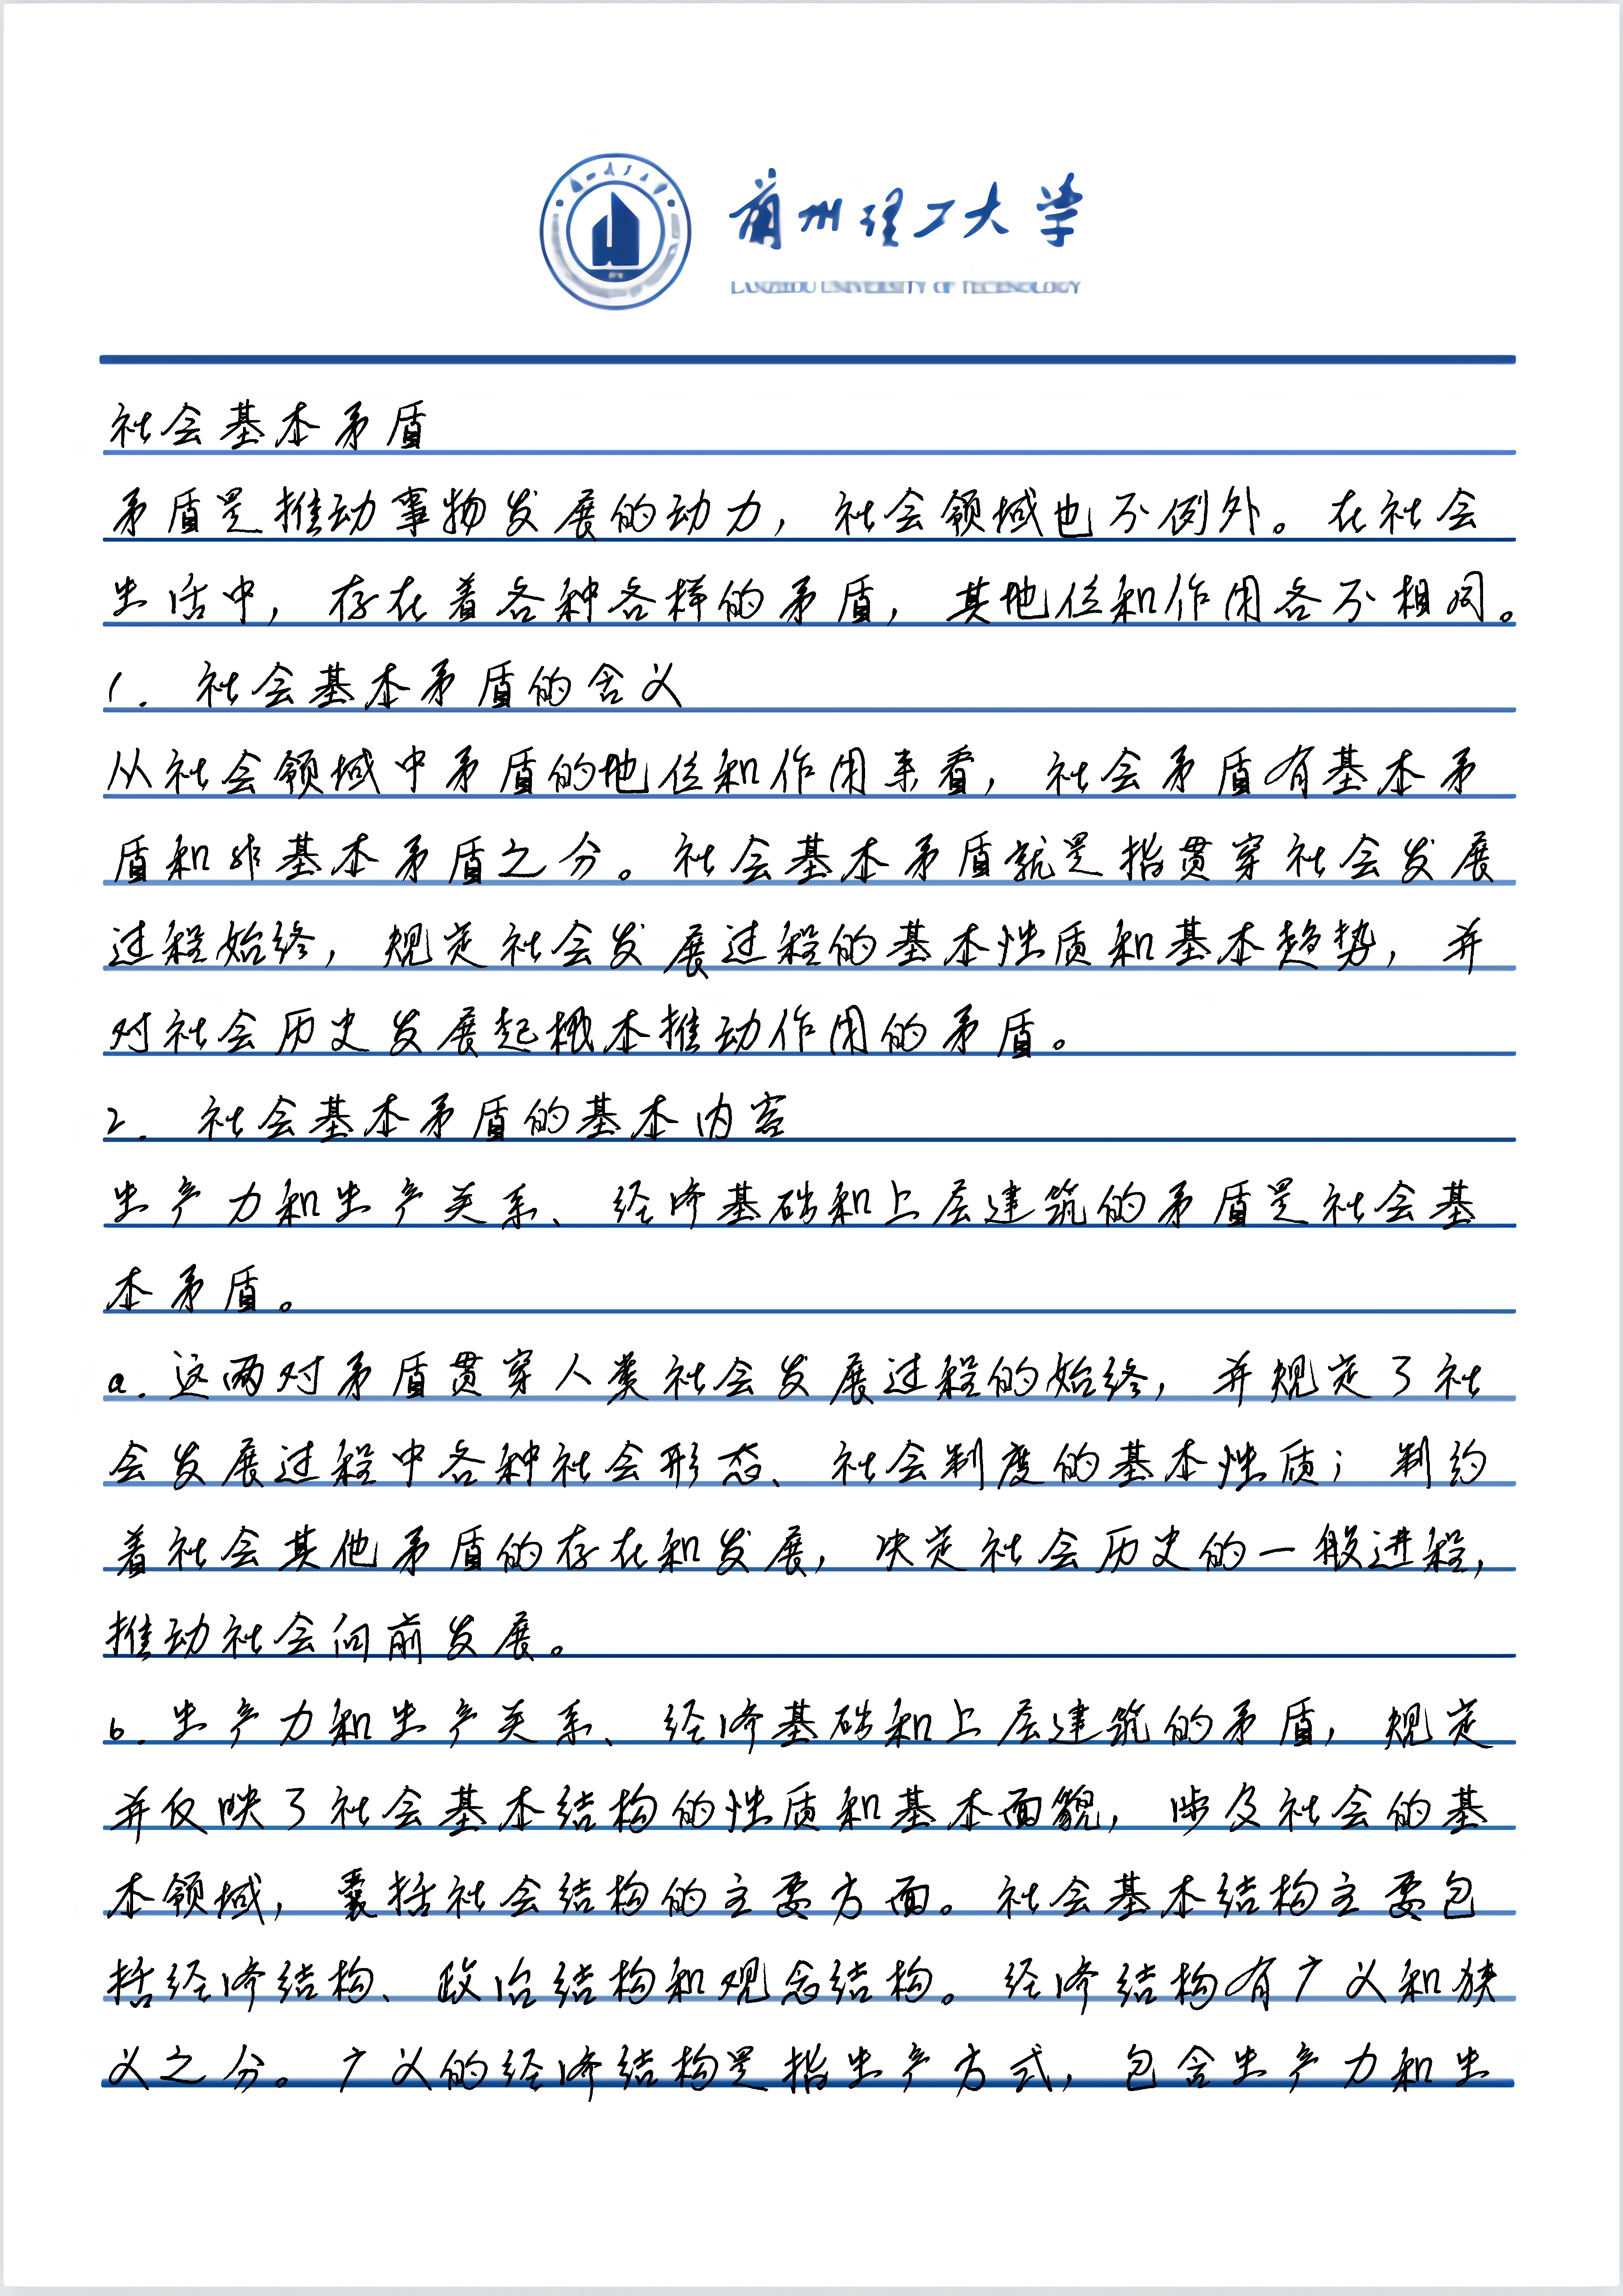 兰州理工大学
LANZHOU UNIVERSITY OF TECHNOLOGY
社会基本矛盾
矛盾是推动事物发展的动力，社会领域也不例外。在社会
生活中，存在着各种各样的矛盾，其地位和作用各不相同。
1. 社会基本矛盾的含义
从社会领域中矛盾的地位和作用来看，社会矛盾有基本矛
盾和非基本矛盾之分。社会基本矛盾就是指贯穿社会发展
过程始终，规定社会发展过程的基本性质和基本趋势，并
对社会历史发展起根本推动作用的矛盾。
2. 社会基本矛盾的基本内容
生产力和生产关系、经济基础和上层建筑的矛盾是社会基
本矛盾。
a. 这两对矛盾贯穿人类社会发展过程的始终，并规定了社
会发展过程中各种社会形态、社会制度的基本性质；制约
着社会其他矛盾的存在和发展，决定社会历史的一般进程，
推动社会向前发展。
b. 生产力和生产关系、经济基础和上层建筑的矛盾，规定
并反映了社会基本结构的性质和基本面貌，涉及社会的基
本领域，囊括社会结构的主要方面。社会基本结构主要包
括经济结构、政治结构和观念结构。经济结构有广义和狭
义之分。广义的经济结构是指生产方式，包含生产力和生